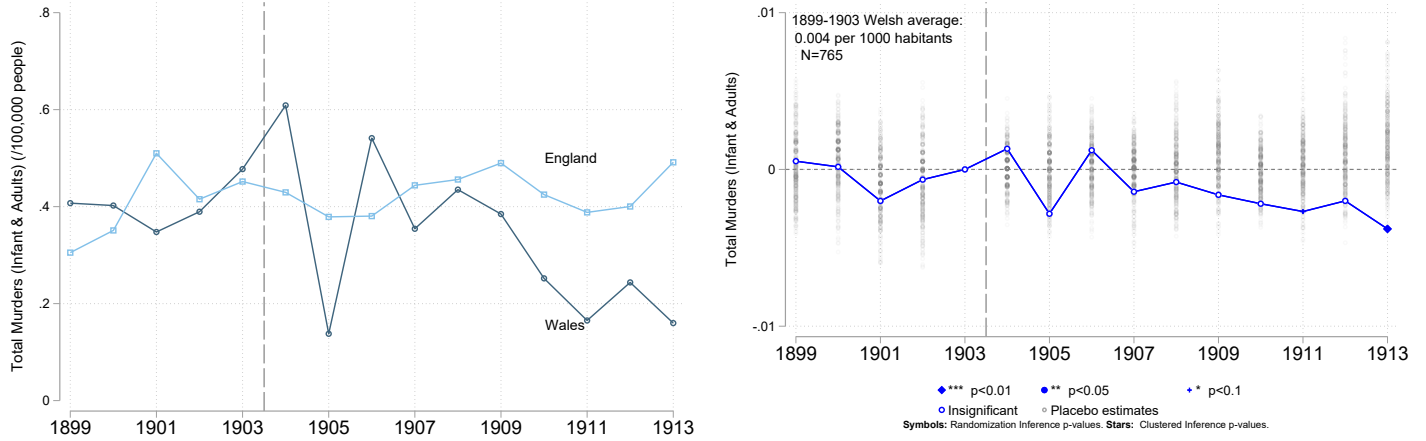 Total Murders (Infant & Adults) (/100,000 people)
.8
.6
.4
.2
0
England
Wales
1899
1901
1903
1905
1907
1909
1911
1913
Total Murders (Infant & Adults)
.01
0
-.01
1899-1903 Welsh average:
0.004 per 1000 habitants
N=765
1899
1901
1903
1905
1907
1909
1911
1913
*** p<0.01
** p<0.05
* p<0.1
Insignificant
Placebo estimates
Symbols: Randomization Inference p-values. Stars: Clustered Inference p-values.